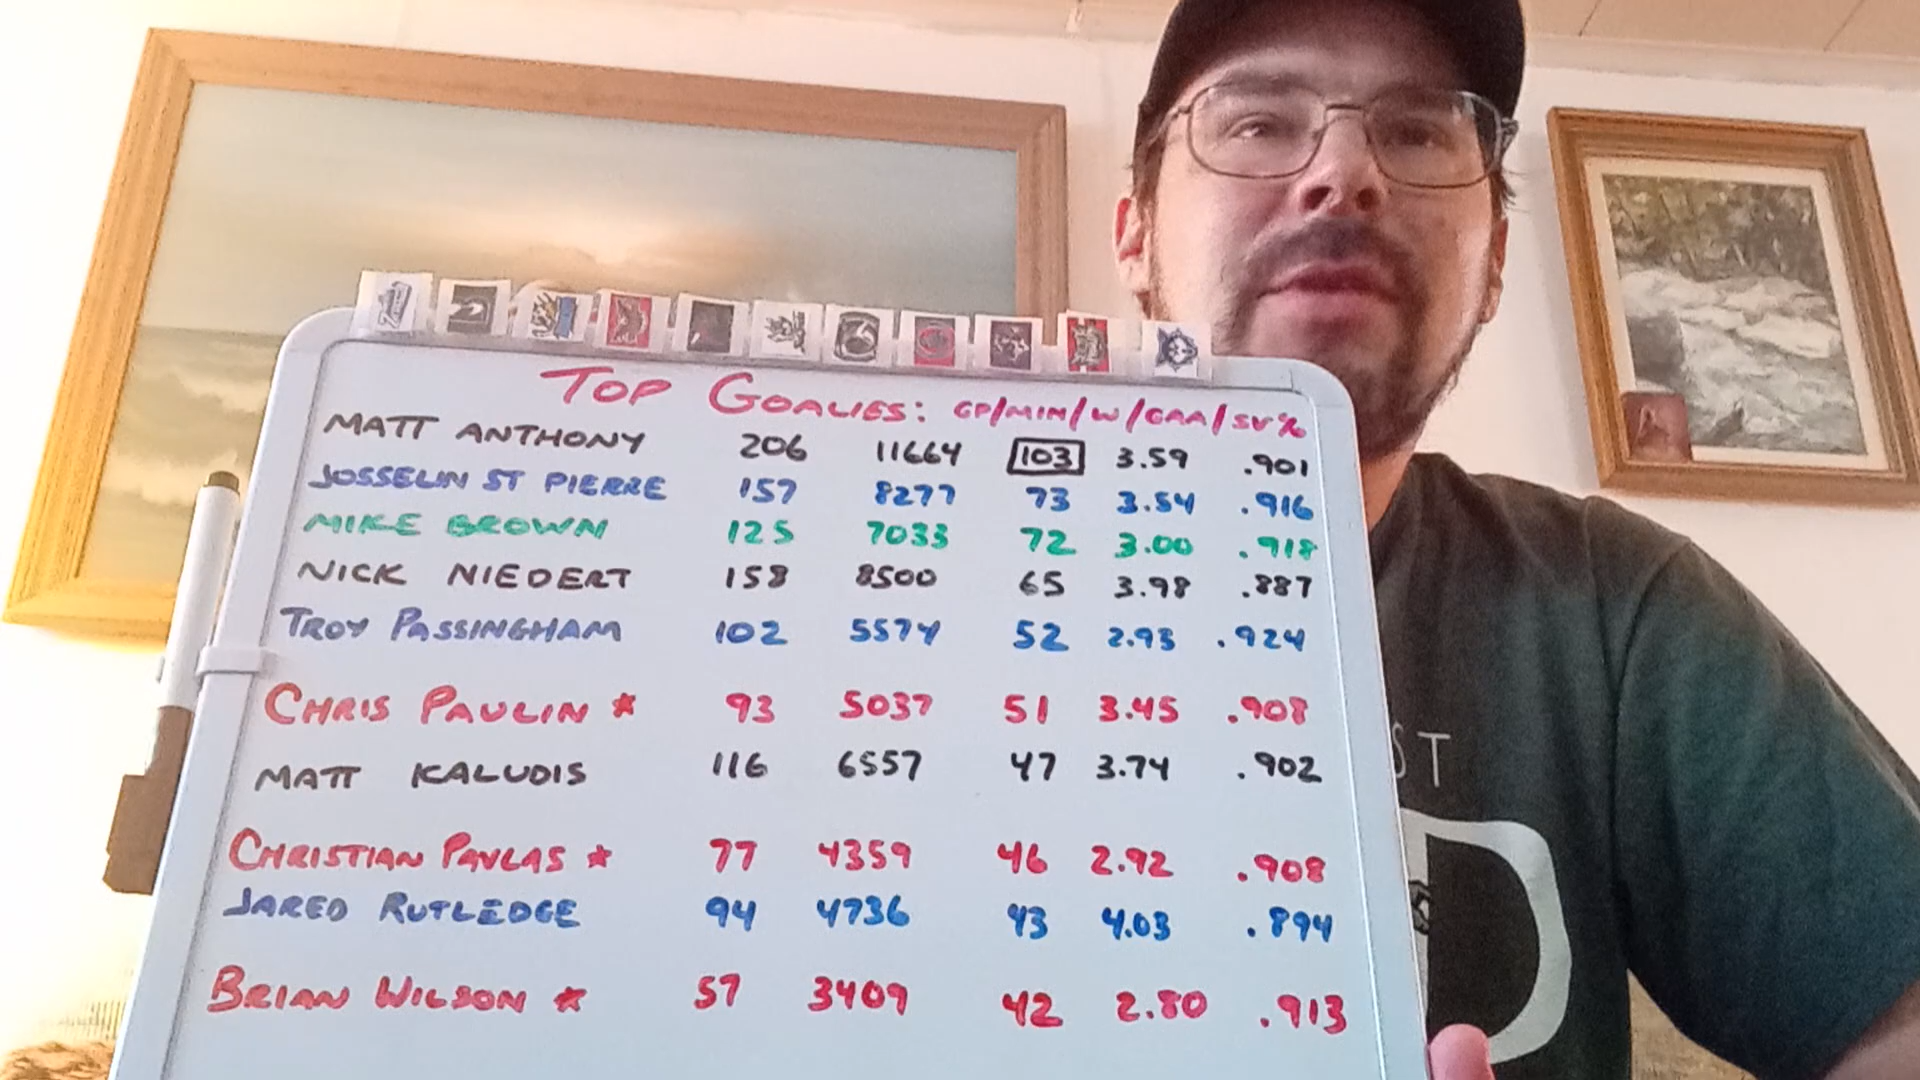 TOP GOALIES: GP/MIN/W/GAA/SV%
MATT ANTHONY 206 11664 103 3.59 .901
JOSSELIN ST PIERRE 157 8277 73 3.54 .916
MIKE BROWN 125 7033 72 3.00 .918
NICK NIEDERT 158 8500 65 3.98 .887
TROY PASSINGHAM 102 5574 52 2.93 .924
CHRIS PAULIN ★ 93 5037 51 3.45 .908
MATT KALUDIS 116 6557 47 3.74 .902
CHRISTIAN PAVLAS ★ 77 4359 46 2.92 .908
JARED RUTLEDGE 94 4736 43 4.03 .894
BRIAN WILSON ★ 57 3409 42 2.80 .913
ST